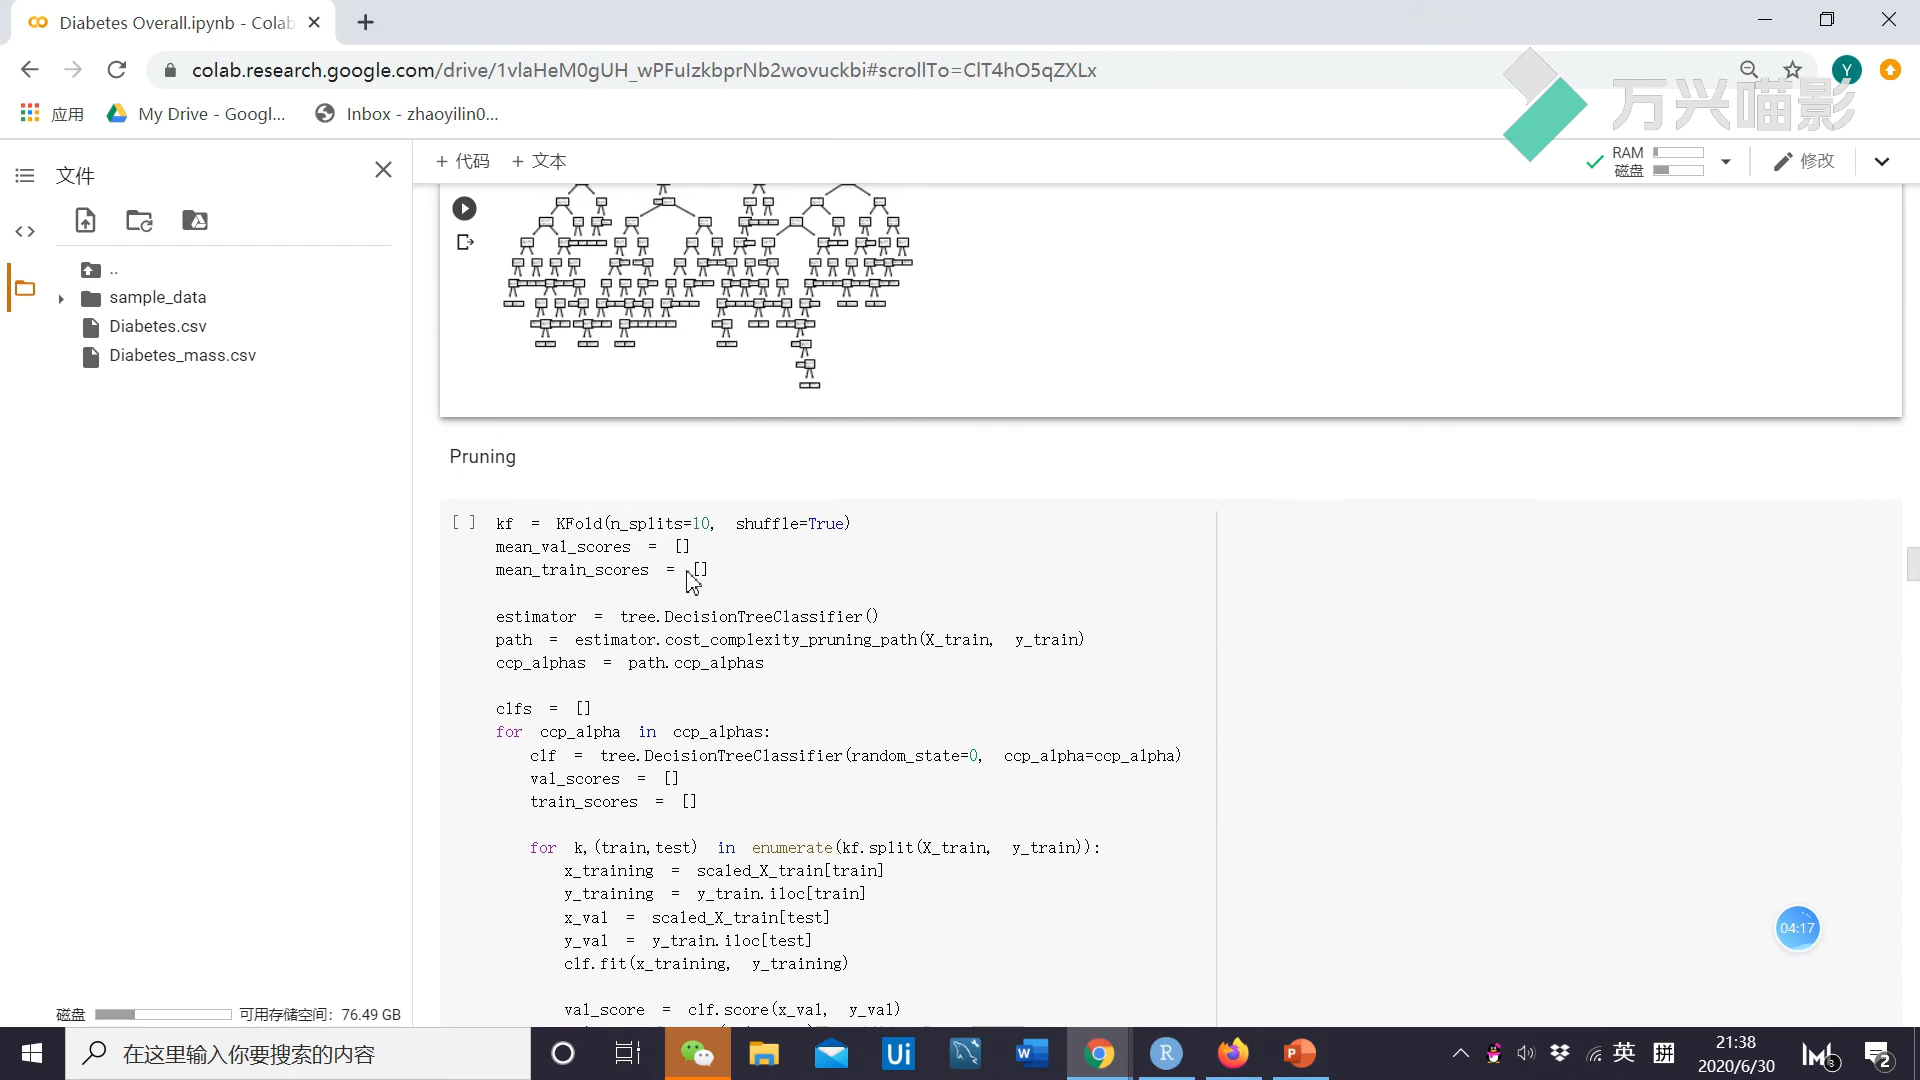 Diabetes Overall.ipynb - Colab
colab.research.google.com/drive/1vlaHeM0gUH_wPFuIzkbprNb2wovuckbi#scrollTo=ClT4hO5qZXLx
Y
应用
My Drive - Googl...
Inbox - zhaoyilin0...
万兴喵影
文件
+ 代码
+ 文本
RAM
磁盘
修改
..
sample_data
Diabetes.csv
Diabetes_mass.csv
Pruning
[ ]
kf = KFold(n_splits=10, shuffle=True)
mean_val_scores = []
mean_train_scores = []
estimator = tree.DecisionTreeClassifier()
path = estimator.cost_complexity_pruning_path(X_train, y_train)
ccp_alphas = path.ccp_alphas
clfs = []
for ccp_alpha in ccp_alphas:
clf = tree.DecisionTreeClassifier(random_state=0, ccp_alpha=ccp_alpha)
val_scores = []
train_scores = []
for k,(train,test) in enumerate(kf.split(X_train, y_train)):
x_training = scaled_X_train[train]
y_training = y_train.iloc[train]
x_val = scaled_X_train[test]
y_val = y_train.iloc[test]
clf.fit(x_training, y_training)
val_score = clf.score(x_val, y_val)
04:17
磁盘
可用存储空间: 76.49 GB
在这里输入你要搜索的内容
Ui
W
R
P
英
拼
21:38
2020/6/30
3
2